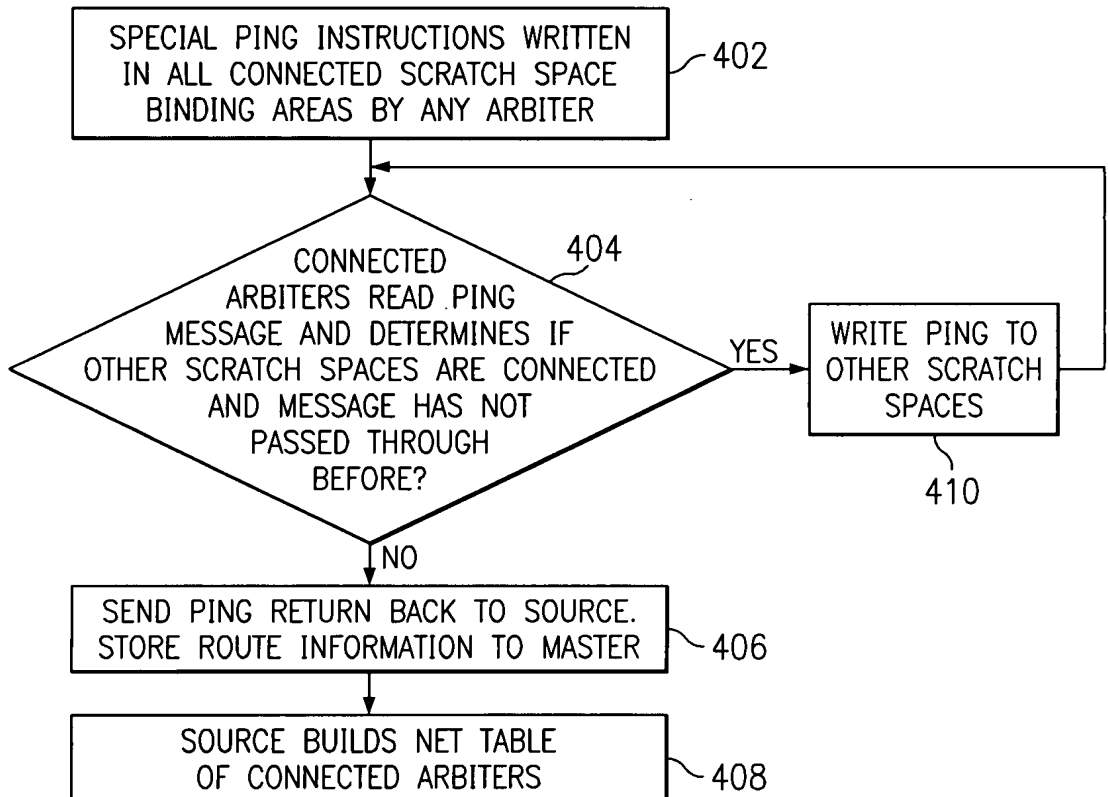 SPECIAL PING INSTRUCTIONS WRITTEN
IN ALL CONNECTED SCRATCH SPACE
BINDING AREAS BY ANY ARBITER
402
CONNECTED
ARBITERS READ PING
MESSAGE AND DETERMINES IF
OTHER SCRATCH SPACES ARE CONNECTED
AND MESSAGE HAS NOT
PASSED THROUGH
BEFORE?
404
YES
WRITE PING TO
OTHER SCRATCH
SPACES
410
NO
SEND PING RETURN BACK TO SOURCE.
STORE ROUTE INFORMATION TO MASTER
406
SOURCE BUILDS NET TABLE
OF CONNECTED ARBITERS
408